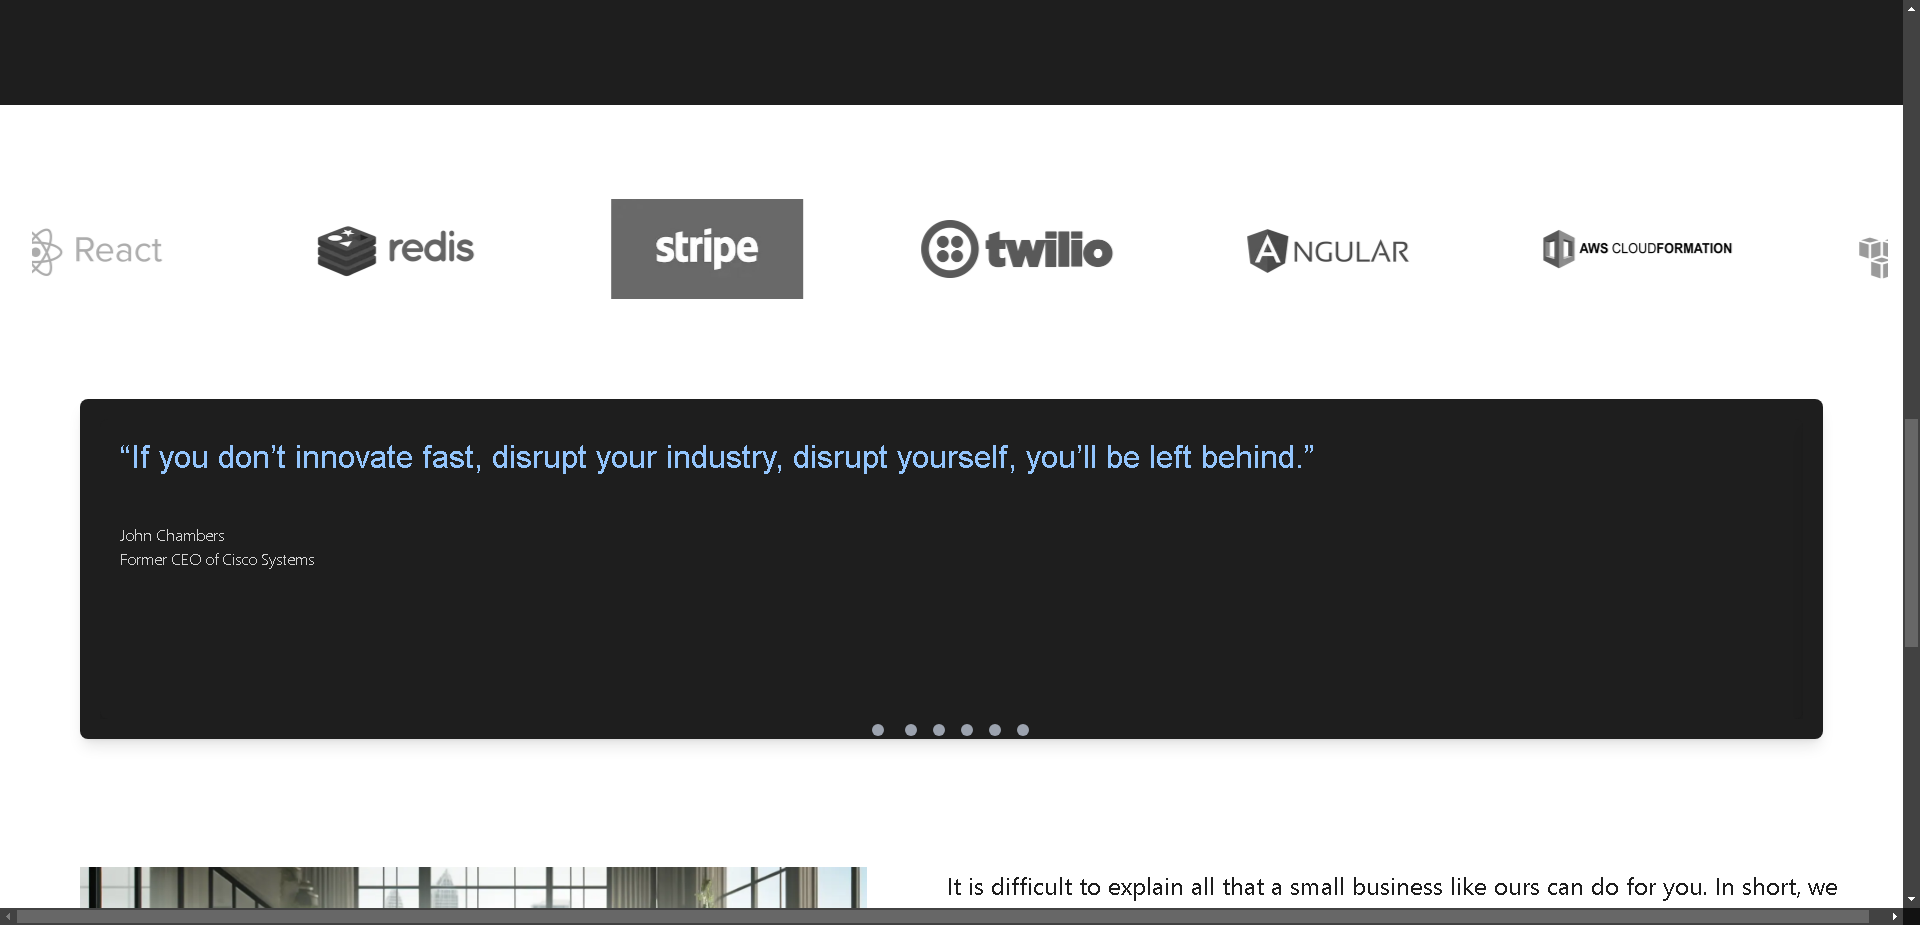 React
redis
stripe
twilio
ANGULAR
AWS CLOUDFORMATION
“If you don’t innovate fast, disrupt your industry, disrupt yourself, you’ll be left behind.”
John Chambers
Former CEO of Cisco Systems
It is difficult to explain all that a small business like ours can do for you. In short, we